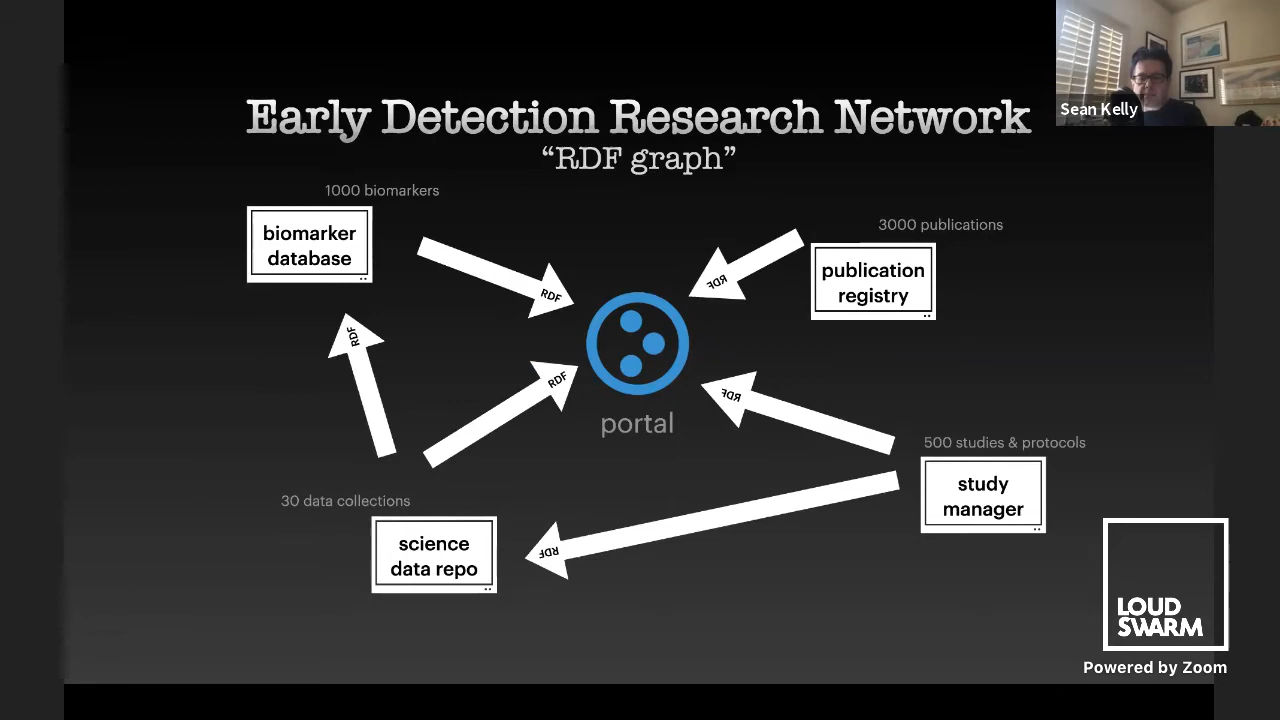 Sean Kelly
Early Detection Research Network
“RDF graph”
1000 biomarkers
biomarker
database
3000 publications
publication
registry
RDF
RDF
RDF
RDF
RDF
portal
500 studies & protocols
study
manager
30 data collections
science
data repo
RDF
LOUD
SWARM
Powered by Zoom